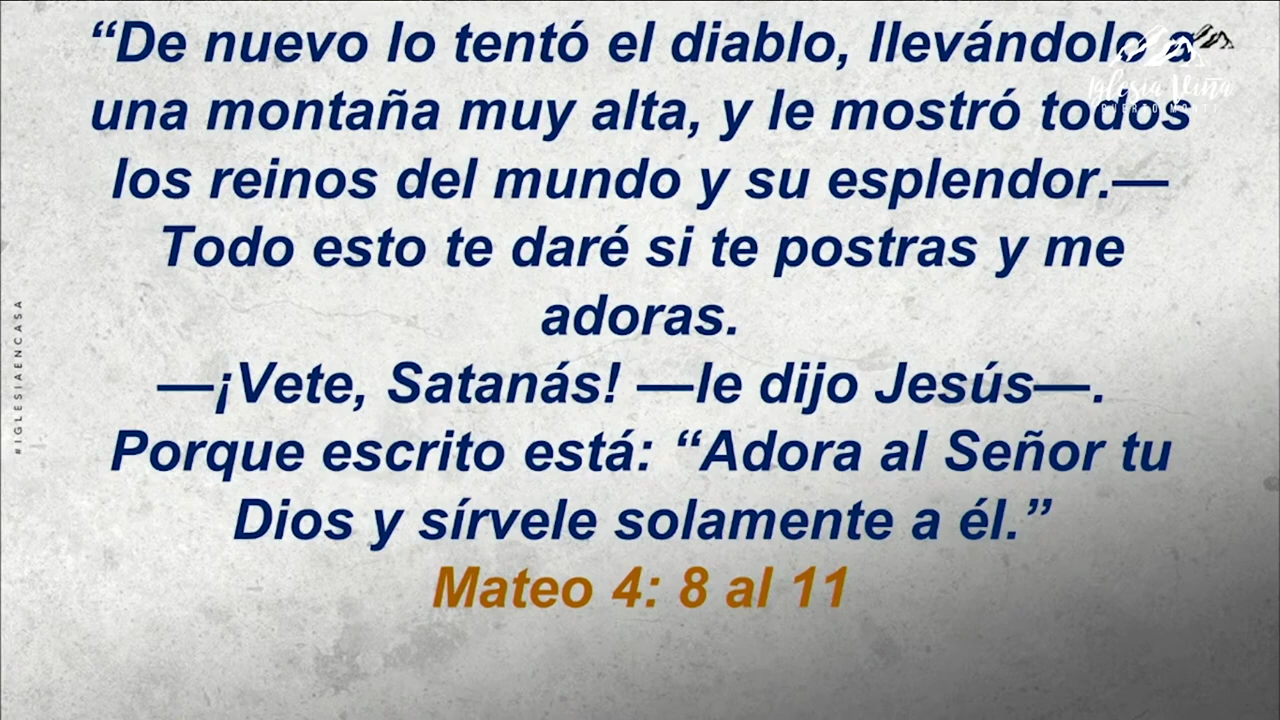 “De nuevo lo tentó el diablo, llevándolo a
una montaña muy alta, y le mostró todos
los reinos del mundo y su esplendor.—
Todo esto te daré si te postras y me
adoras.
—¡Vete, Satanás! —le dijo Jesús—.
Porque escrito está: “Adora al Señor tu
Dios y sírvele solamente a él.”
Mateo 4: 8 al 11
Iglesia Viña
PUERTO MONTT
#IGLESIAENCASA